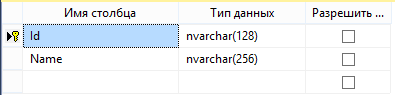 Имя столбца Тип данных Разрешить ...
Id nvarchar(128)
Name nvarchar(256)